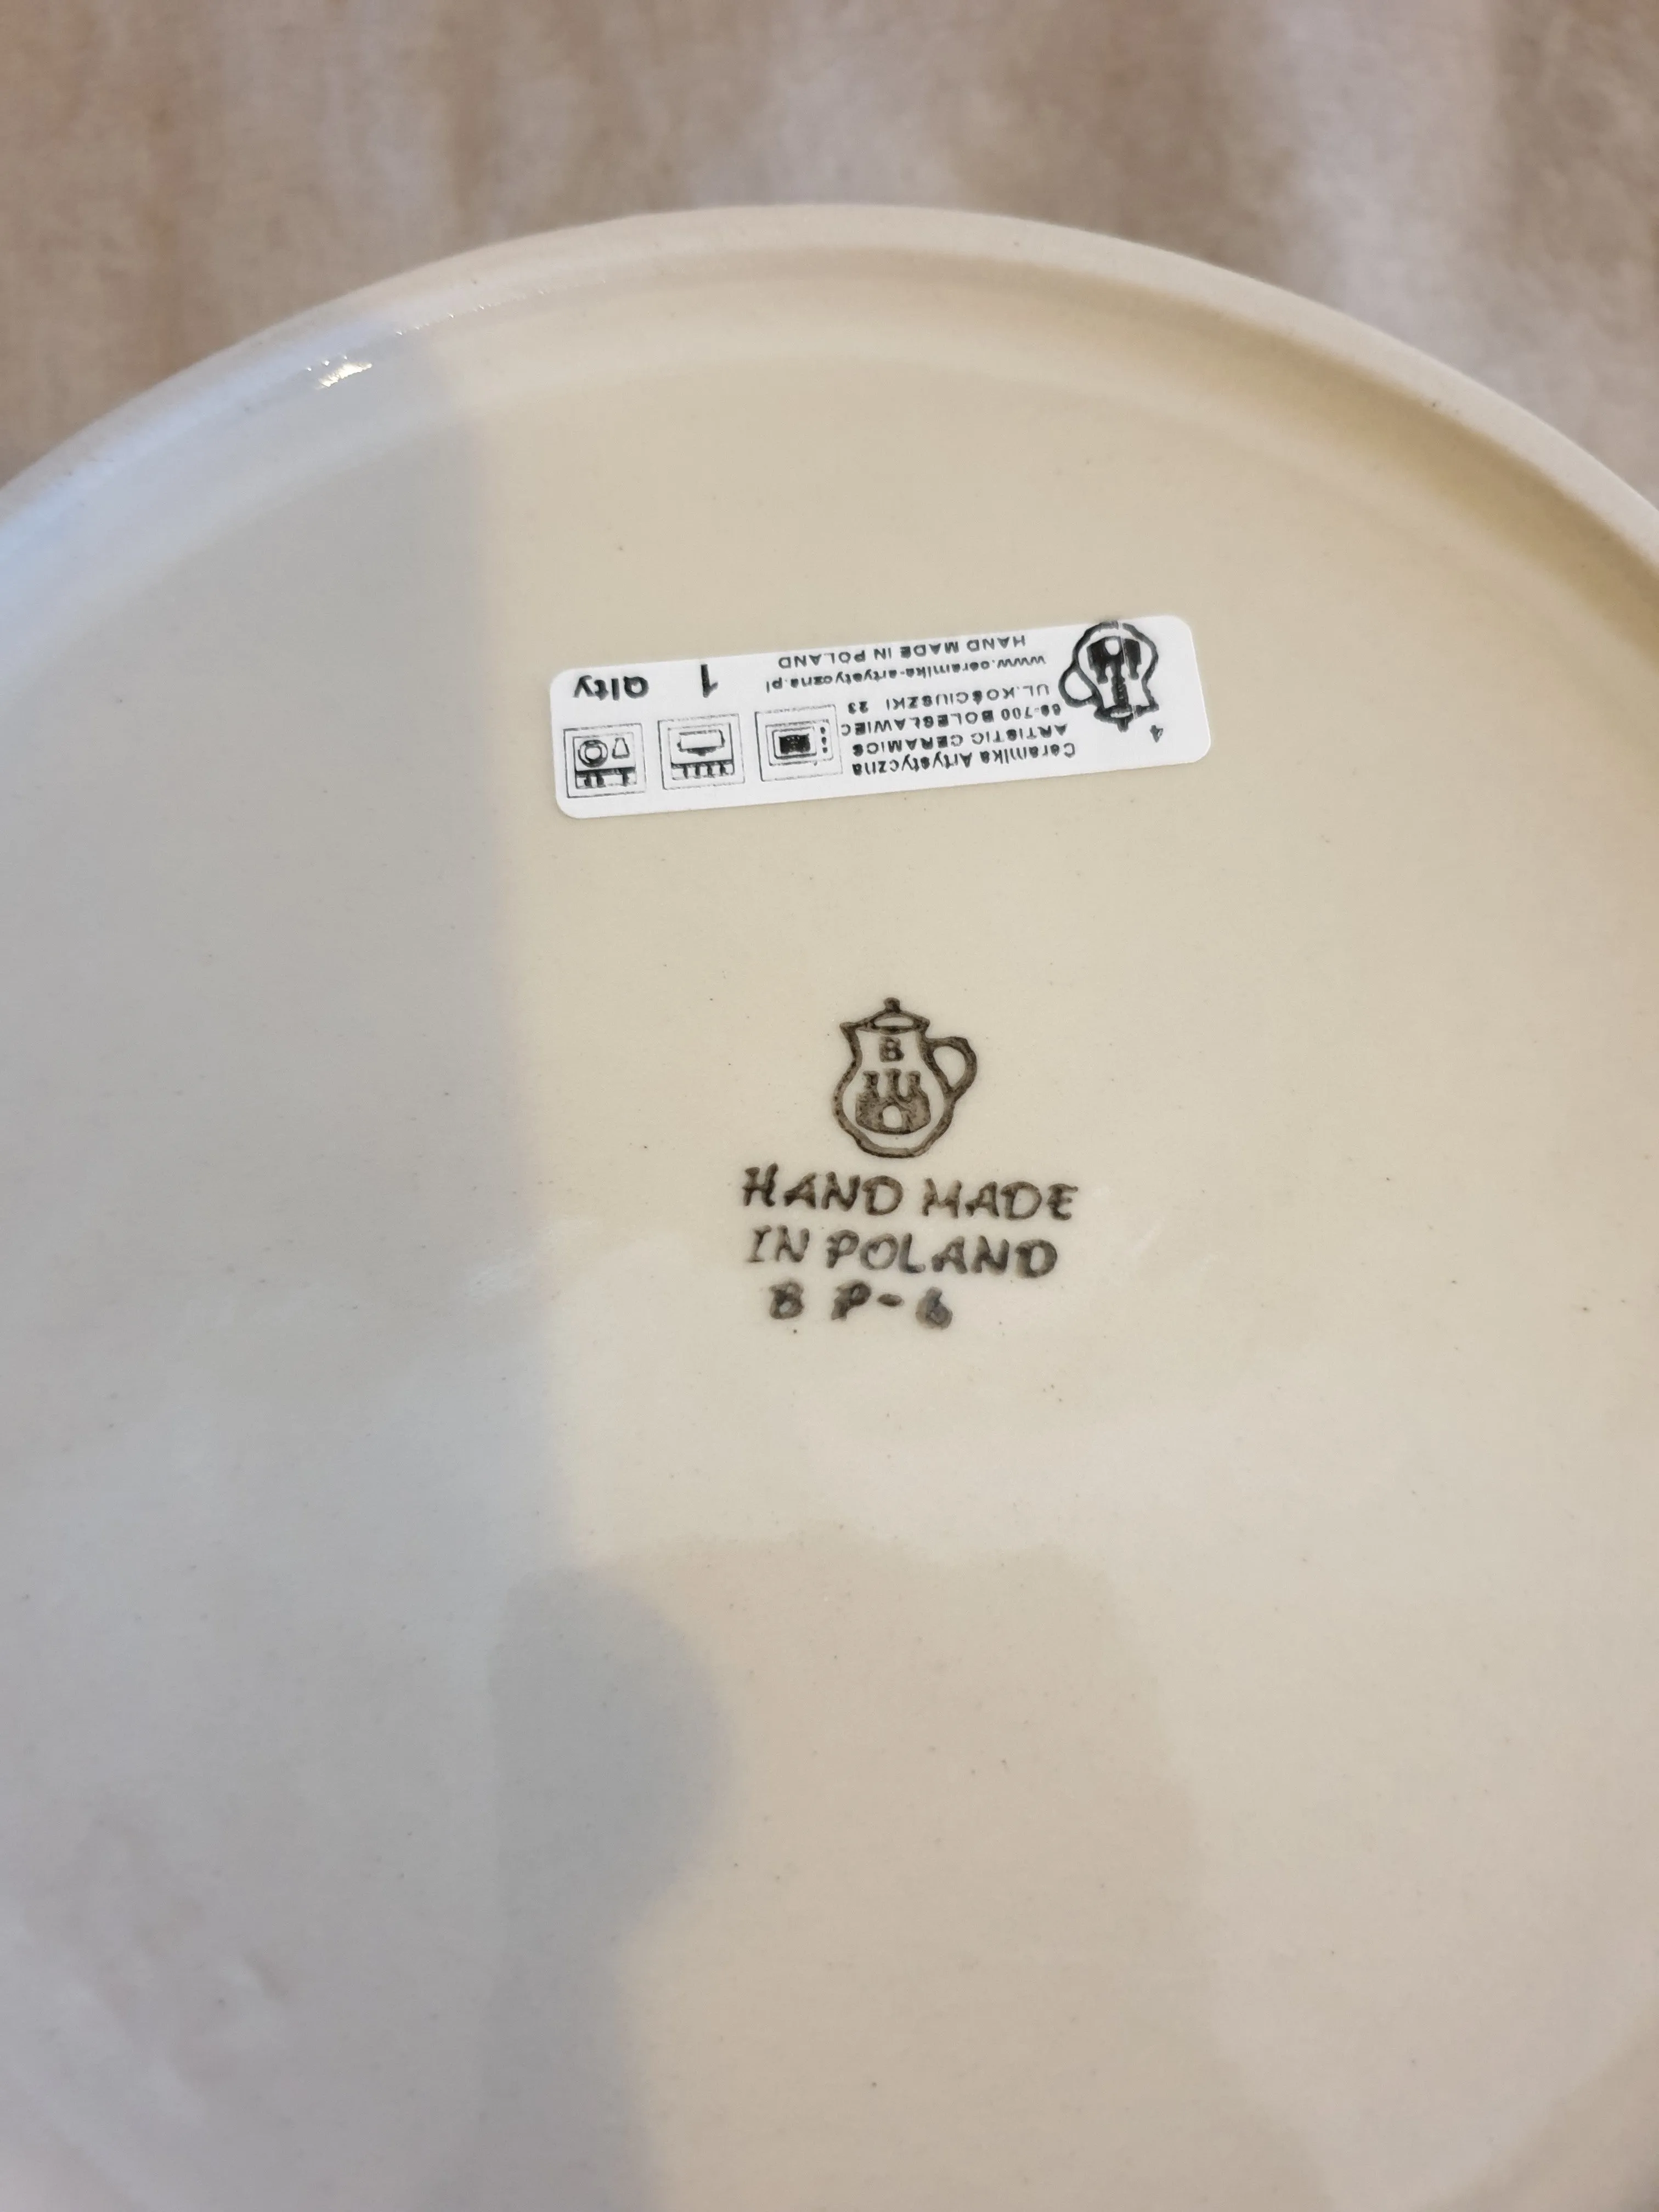 Ceramika Artystyczna
ARTISTIC CERAMICS
59-700 BOLESŁAWIEC
UL.KOŚCIUSZKI 23
www.ceramika-artystyczna.pl
HAND MADE IN POLAND
4
1 Qlty
B
HAND MADE
IN POLAND
B P-6